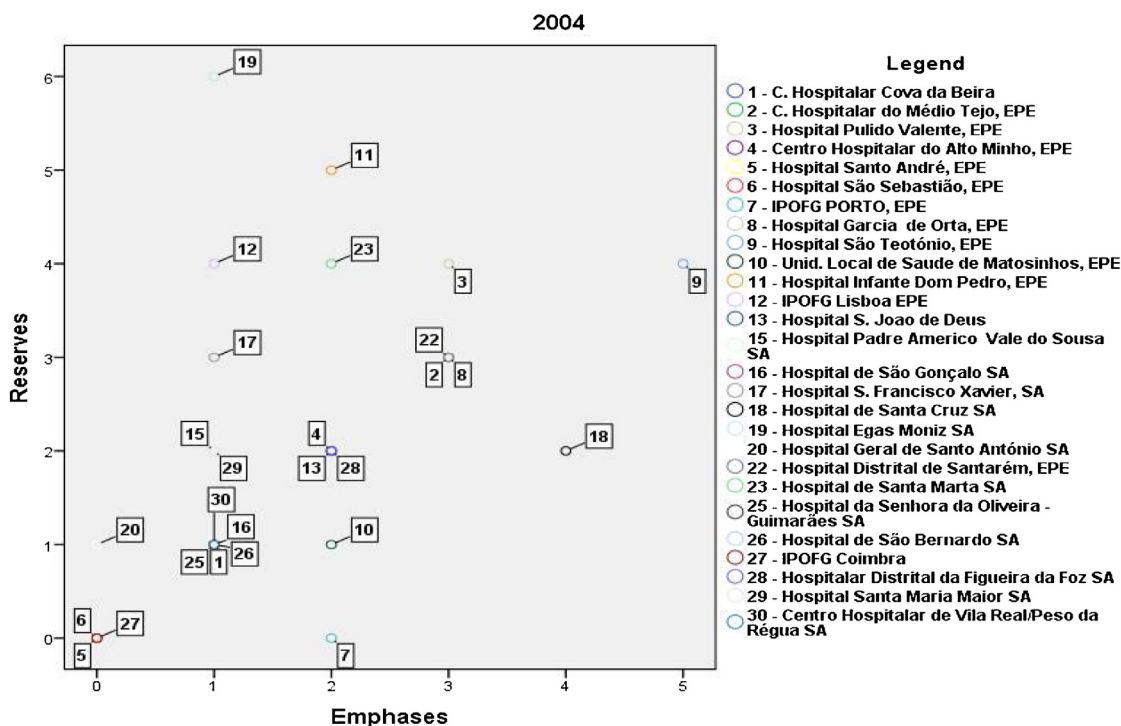 2004
19
6
11
5
12
23
4
3
9
17
22
3
2
8
4
15
18
2
13
28
29
30
16
20
10
1
25
1
26
6
27
0
5
7
0
1
2
3
4
5
Reserves
Emphases
Legend
1 - C. Hospitalar Cova da Beira
2 - C. Hospitalar do Médio Tejo, EPE
3 - Hospital Pulido Valente, EPE
4 - Centro Hospitalar do Alto Minho, EPE
5 - Hospital Santo André, EPE
6 - Hospital São Sebastião, EPE
7 - IPOFG PORTO, EPE
8 - Hospital Garcia de Orta, EPE
9 - Hospital São Teotónio, EPE
10 - Unid. Local de Saude de Matosinhos, EPE
11 - Hospital Infante Dom Pedro, EPE
12 - IPOFG Lisboa EPE
13 - Hospital S. Joao de Deus
15 - Hospital Padre Americo Vale do Sousa
SA
16 - Hospital de São Gonçalo SA
17 - Hospital S. Francisco Xavier, SA
18 - Hospital de Santa Cruz SA
19 - Hospital Egas Moniz SA
20 - Hospital Geral de Santo António SA
22 - Hospital Distrital de Santarém, EPE
23 - Hospital de Santa Marta SA
25 - Hospital da Senhora da Oliveira -
Guimarães SA
26 - Hospital de São Bernardo SA
27 - IPOFG Coimbra
28 - Hospitalar Distrital da Figueira da Foz SA
29 - Hospital Santa Maria Maior SA
30 - Centro Hospitalar de Vila Real/Peso da
Régua SA